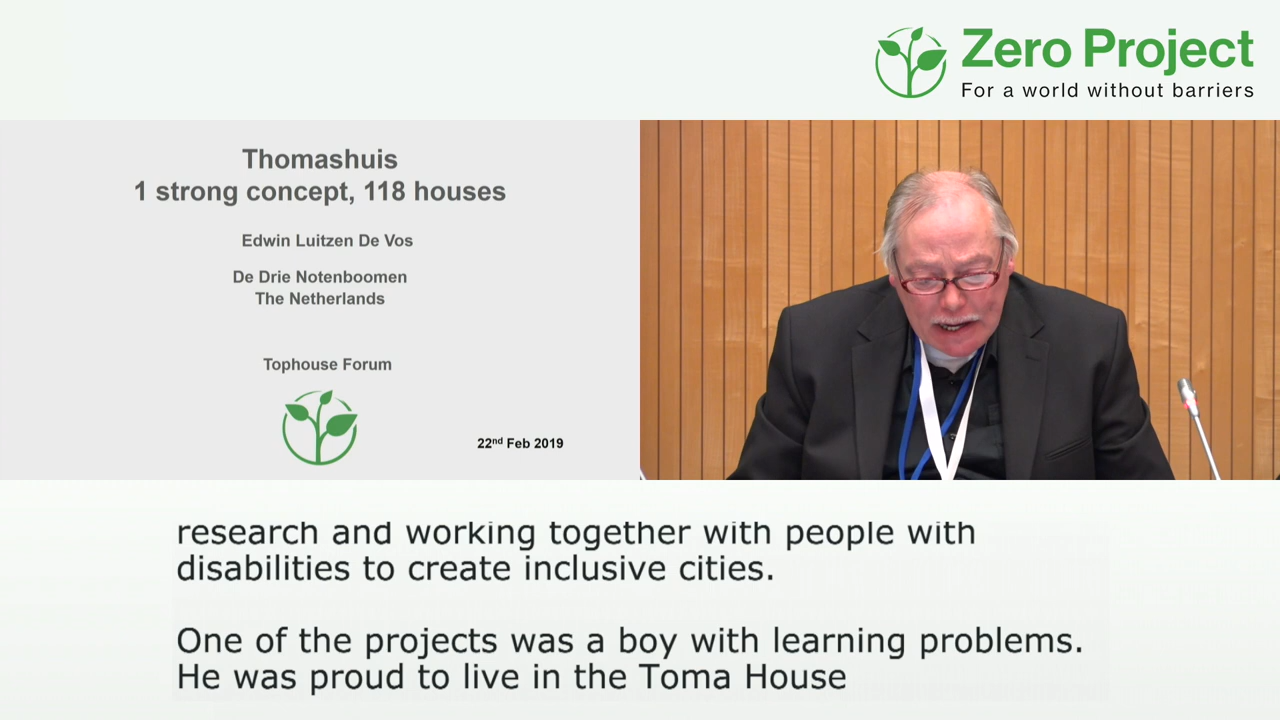 Zero Project
For a world without barriers
Thomashuis
1 strong concept, 118 houses
Edwin Luitzen De Vos
De Drie Notenboomen
The Netherlands
Tophouse Forum
22nd Feb 2019
research and working together with people with
disabilities to create inclusive cities.
One of the projects was a boy with learning problems.
He was proud to live in the Toma House